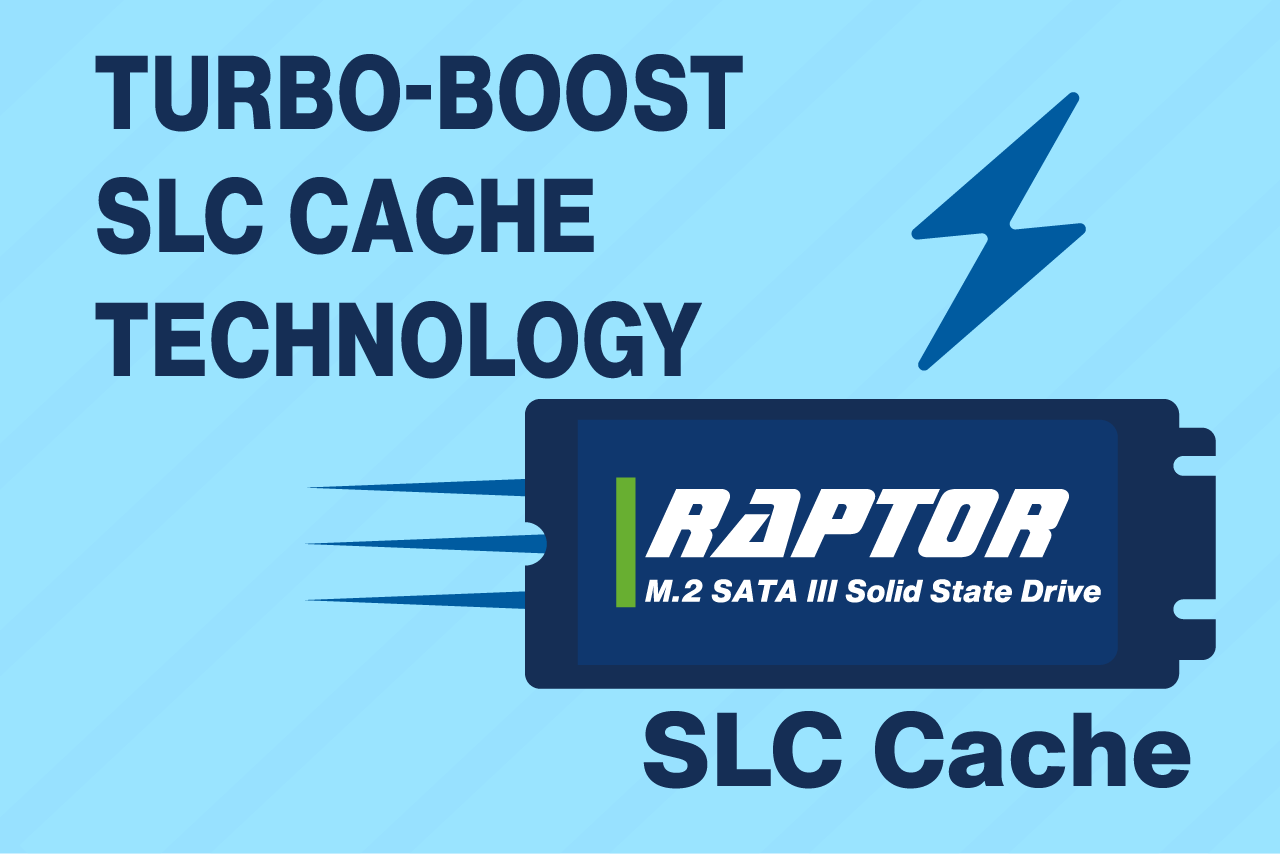 TURBO-BOOST
SLC CACHE
TECHNOLOGY
RAPTOR
M.2 SATA III Solid State Drive
SLC Cache